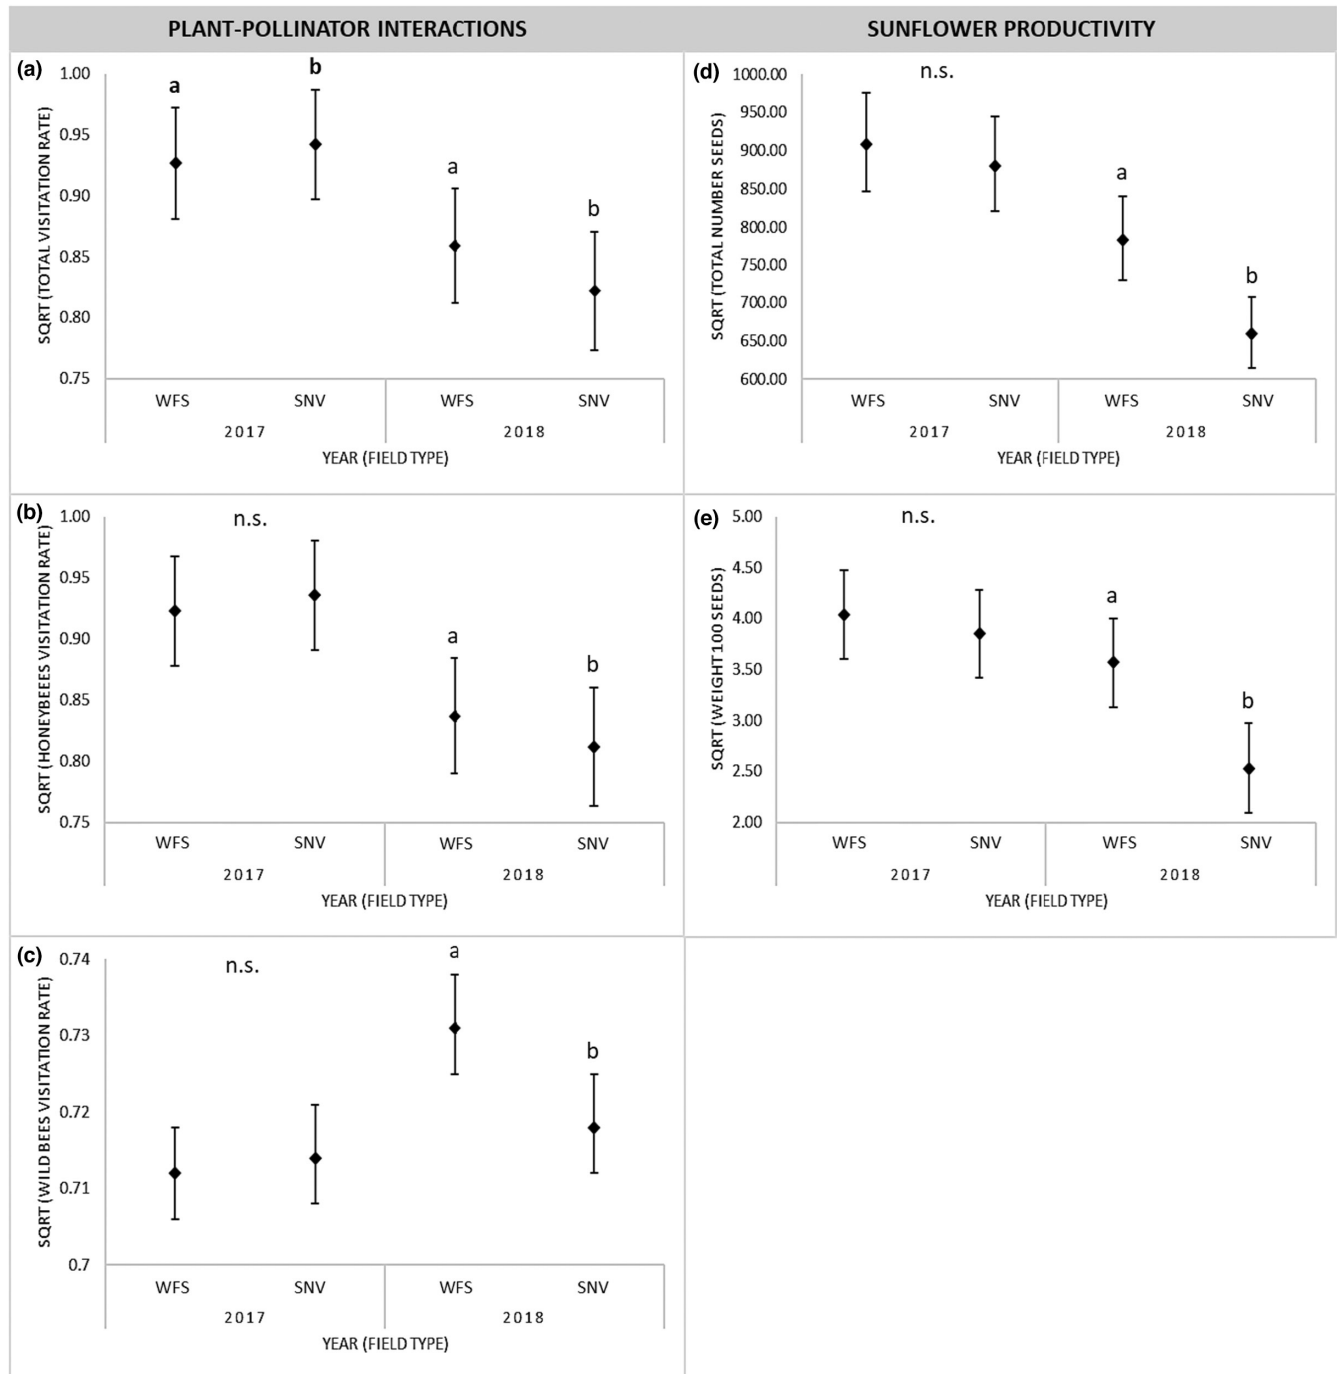 PLANT-POLLINATOR INTERACTIONS
SUNFLOWER PRODUCTIVITY
(a)
SQRT (TOTAL VISITATION RATE)
1.00
0.95
0.90
0.85
0.80
0.75
a
b
a
b
WFS SNV WFS SNV
2017 2018
YEAR (FIELD TYPE)
(b)
SQRT (HONEYBEEES VISITATION RATE)
1.00
0.95
0.90
0.85
0.80
0.75
n.s.
a
b
WFS SNV WFS SNV
2017 2018
YEAR (FIELD TYPE)
(c)
SQRT (WILD BEES VISITATION RATE)
0.74
0.73
0.72
0.71
0.7
n.s.
a
b
WFS SNV WFS SNV
2017 2018
YEAR (FIELD TYPE)
(d)
SQRT (TOTAL NUMBER SEEDS)
1000.00
950.00
900.00
850.00
800.00
750.00
700.00
650.00
600.00
n.s.
a
b
WFS SNV WFS SNV
2017 2018
YEAR (FIELD TYPE)
(e)
SQRT (WEIGHT 100 SEEDS)
5.00
4.50
4.00
3.50
3.00
2.50
2.00
n.s.
a
b
WFS SNV WFS SNV
2017 2018
YEAR (FIELD TYPE)